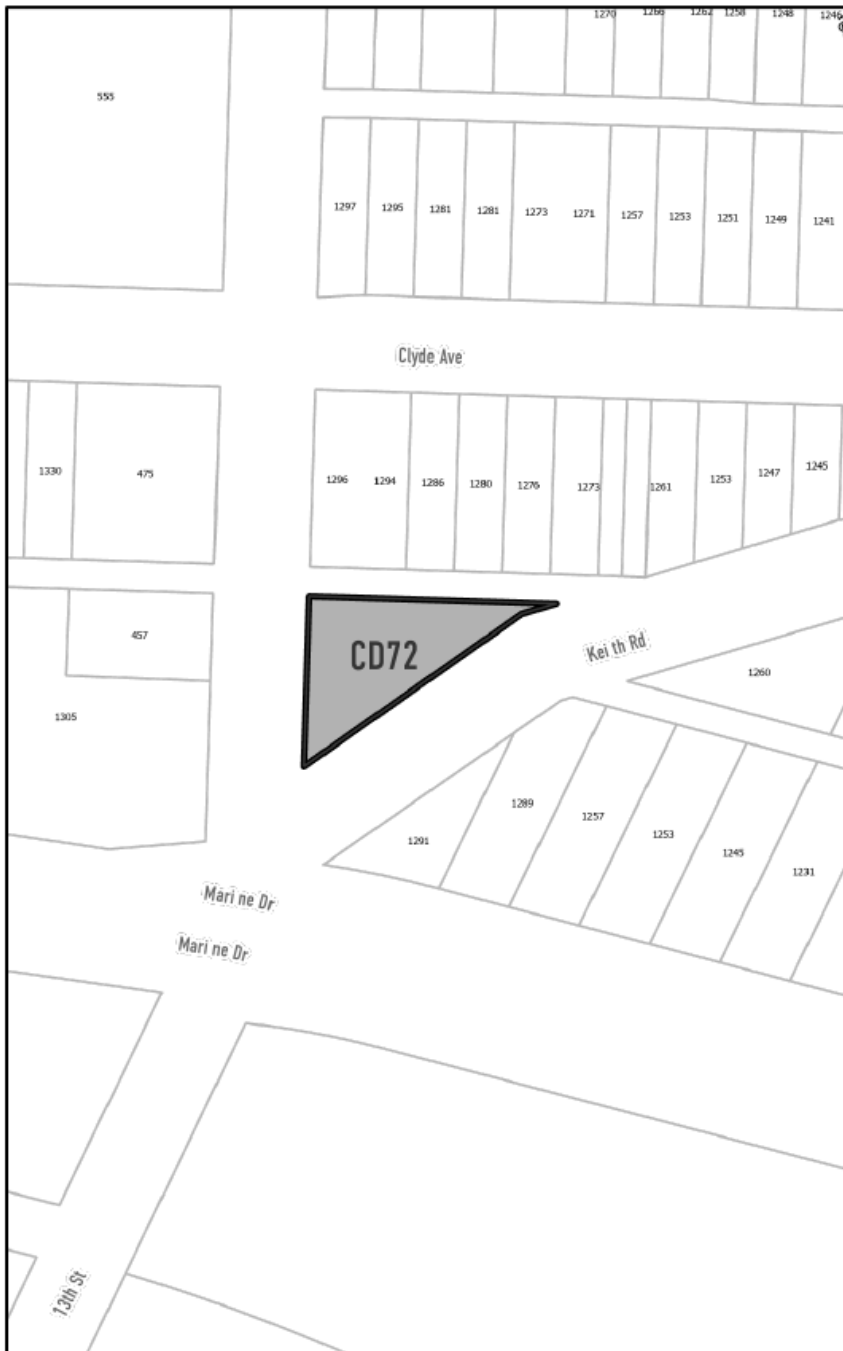 1270 1266 1262 1258 1248 1246
555
1297 1295 1281 1281 1273 1271 1257 1253 1251 1249 1241
Clyde Ave
1330 475 1296 1294 1286 1280 1276 1273 1261 1253 1247 1245
457
CD72
Kei th Rd
1260
1305
1291 1289 1257 1253 1245 1231
Mari ne Dr
Mari ne Dr
13th St